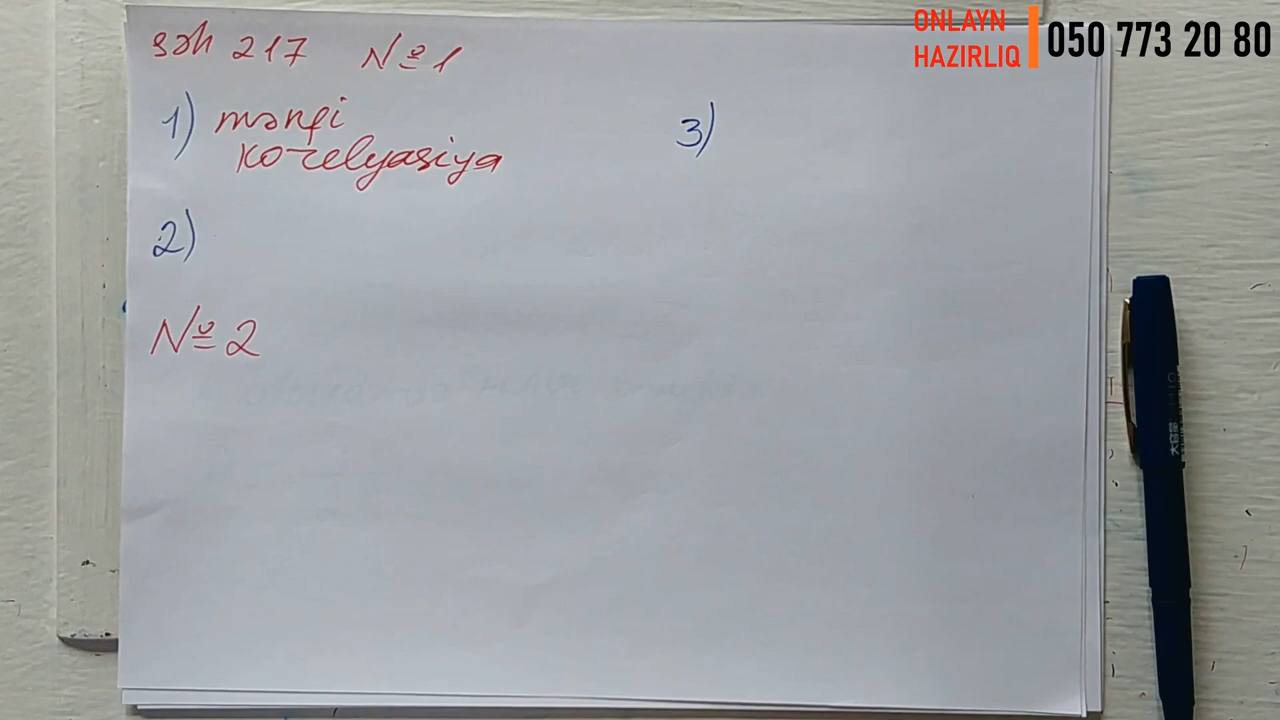 ONLAYN
HAZIRLIQ
050 773 20 80
səh 217 № 1
1) mənfi
korelyasiya
3)
2)
№ 2